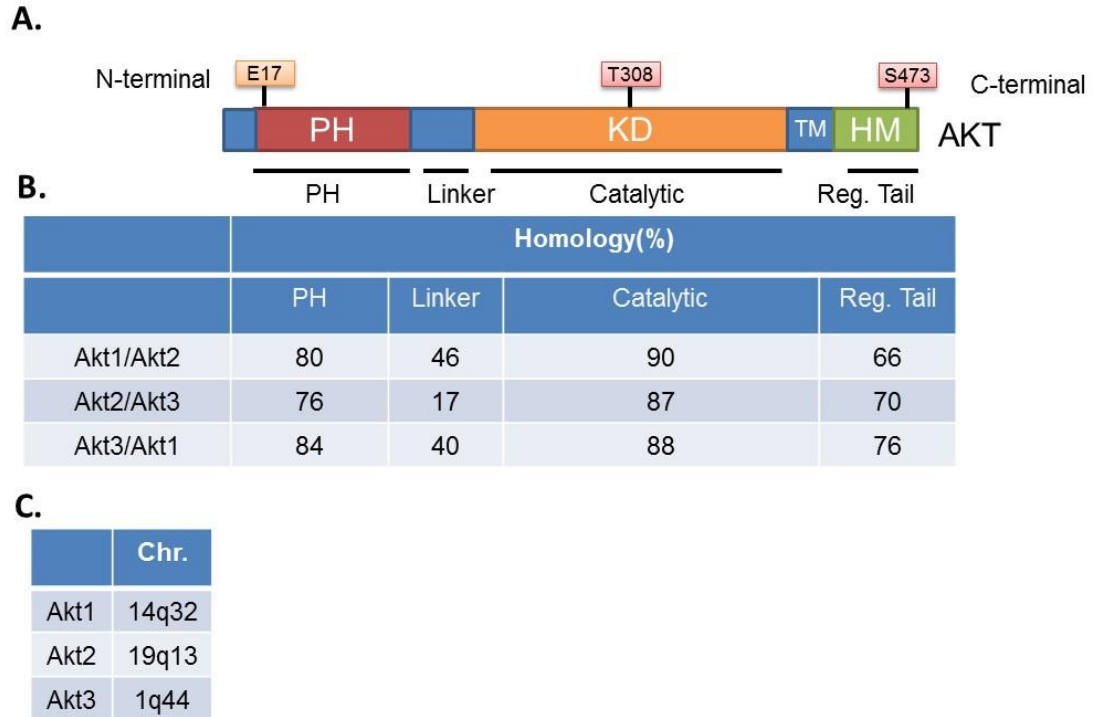 A.
N-terminal E17 T308 S473 C-terminal
PH KD TM HM AKT
PH Linker Catalytic Reg. Tail
B.
Homology(%)
PH Linker Catalytic Reg. Tail
Akt1/Akt2 80 46 90 66
Akt2/Akt3 76 17 87 70
Akt3/Akt1 84 40 88 76
C.
Chr.
Akt1 14q32
Akt2 19q13
Akt3 1q44